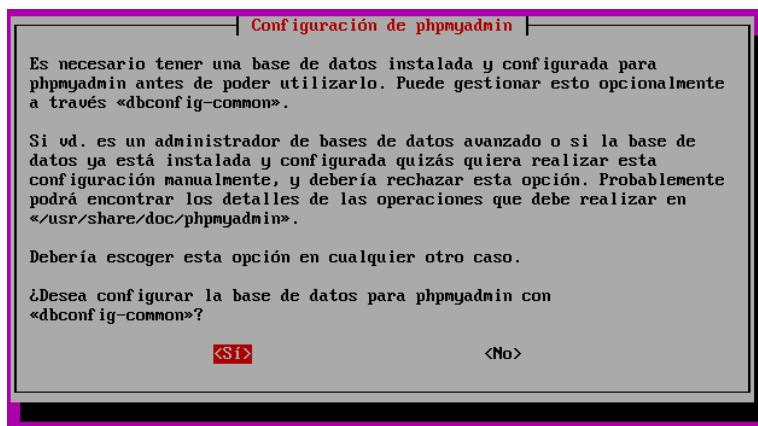 Configuración de phpmyadmin
Es necesario tener una base de datos instalada y configurada para
phpmyadmin antes de poder utilizarlo. Puede gestionar esto opcionalmente
a través «dbconfig-common».
Si vd. es un administrador de bases de datos avanzado o si la base de
datos ya está instalada y configurada quizás quiera realizar esta
configuración manualmente, y debería rechazar esta opción. Probablemente
podrá encontrar los detalles de las operaciones que debe realizar en
«/usr/share/doc/phpmyadmin».
Debería escoger esta opción en cualquier otro caso.
¿Desea configurar la base de datos para phpmyadmin con
«dbconfig-common»?
<Sí> <No>